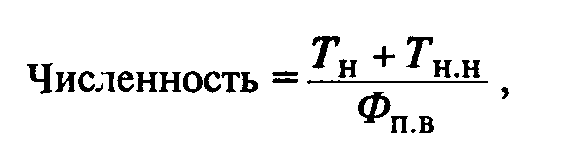 Численность = (Tн + Tн.н) / Фп.в ,